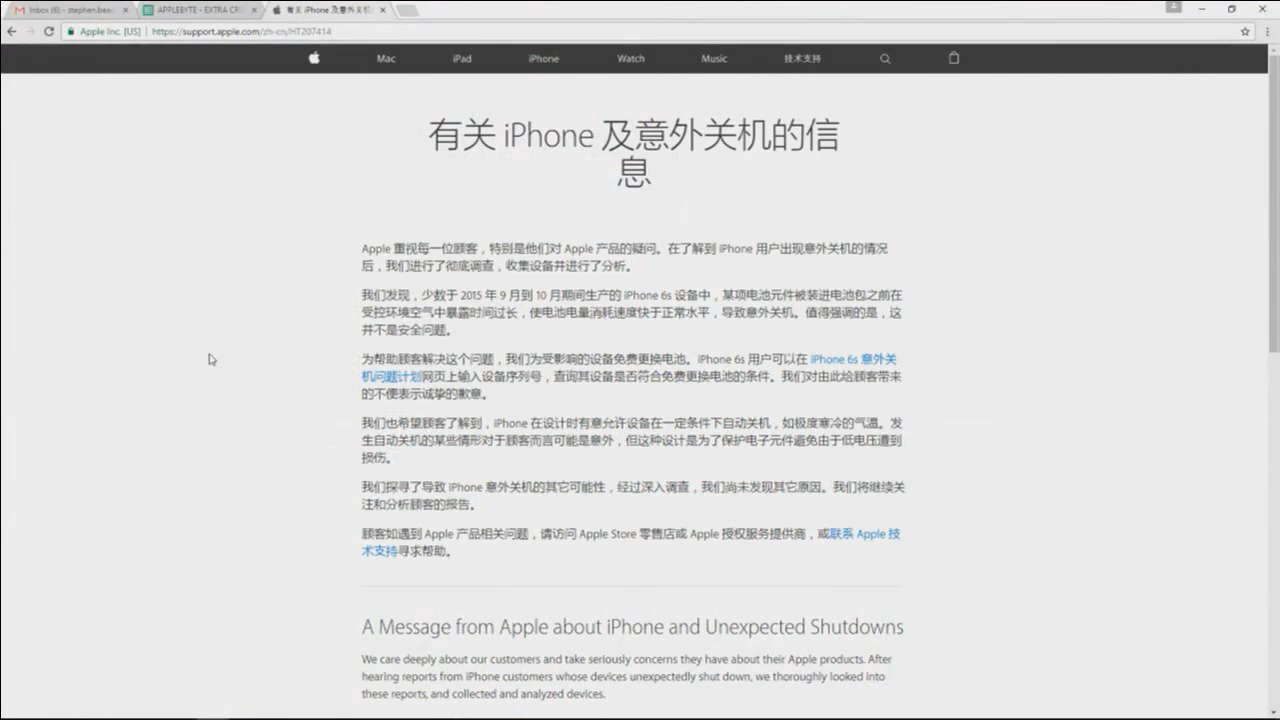 Inbox (6) - stephen.beac
APPLEBYTE - EXTRA CR
有关 iPhone 及意外关机
Apple Inc. [US] https://support.apple.com/zh-cn/HT207414
Mac iPad iPhone Watch Music 技术支持
有关 iPhone 及意外关机的信
息
Apple 重视每一位顾客，特别是他们对 Apple 产品的疑问。在了解到 iPhone 用户出现意外关机的情况
后，我们进行了彻底调查，收集设备并进行了分析。
我们发现，少数于 2015 年 9 月到 10 月期间生产的 iPhone 6s 设备中，某项电池元件被装进电池包之前在
受控环境空气中暴露时间过长，使电池电量消耗速度快于正常水平，导致意外关机。值得强调的是，这
并不是安全问题。
为帮助顾客解决这个问题，我们为受影响的设备免费更换电池。iPhone 6s 用户可以在 iPhone 6s 意外关
机问题计划网页上输入设备序列号，查询其设备是否符合免费更换电池的条件。我们对由此给顾客带来
的不便表示诚挚的歉意。
我们也希望顾客了解到，iPhone 在设计时有意允许设备在一定条件下自动关机，如极度寒冷的气温。发
生自动关机的某些情形对于顾客而言可能是意外，但这种设计是为了保护电子元件避免由于低电压遭到
损伤。
我们探寻了导致 iPhone 意外关机的其它可能性，经过深入调查，我们尚未发现其它原因。我们将继续关
注和分析顾客的报告。
顾客如遇到 Apple 产品相关问题，请访问 Apple Store 零售店或 Apple 授权服务提供商，或联系 Apple 技
术支持寻求帮助。
A Message from Apple about iPhone and Unexpected Shutdowns
We care deeply about our customers and take seriously concerns they have about their Apple products. After
hearing reports from iPhone customers whose devices unexpectedly shut down, we thoroughly looked into
these reports, and collected and analyzed devices.